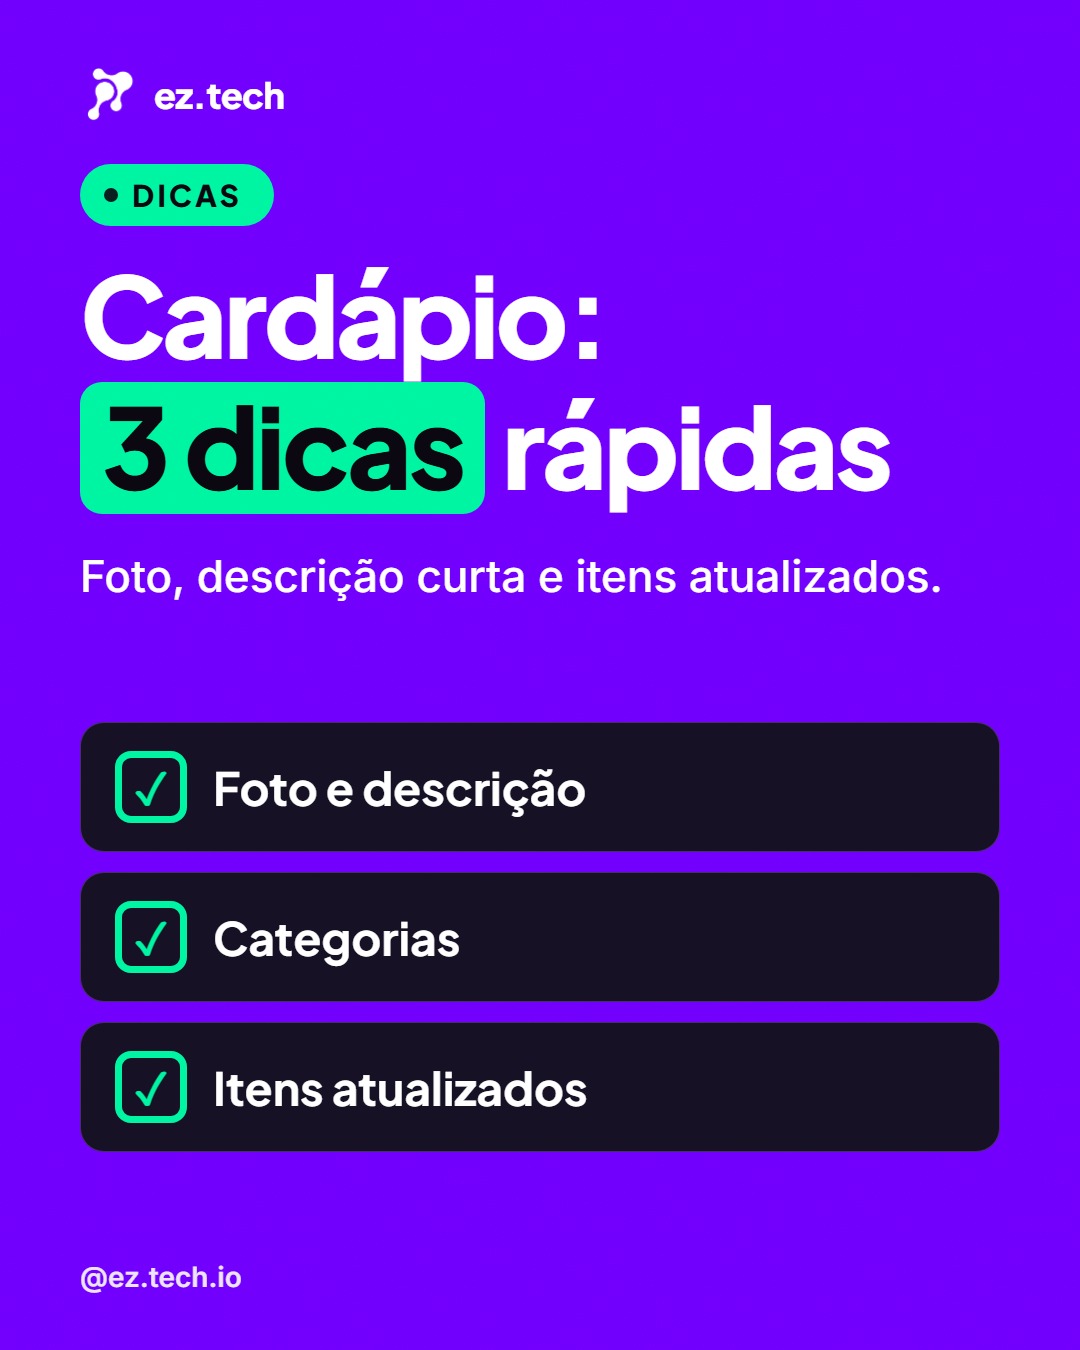 ez.tech
DICAS
Cardápio:
3 dicas rápidas
Foto, descrição curta e itens atualizados.
✓ Foto e descrição
✓ Categorias
✓ Itens atualizados
@ez.tech.io